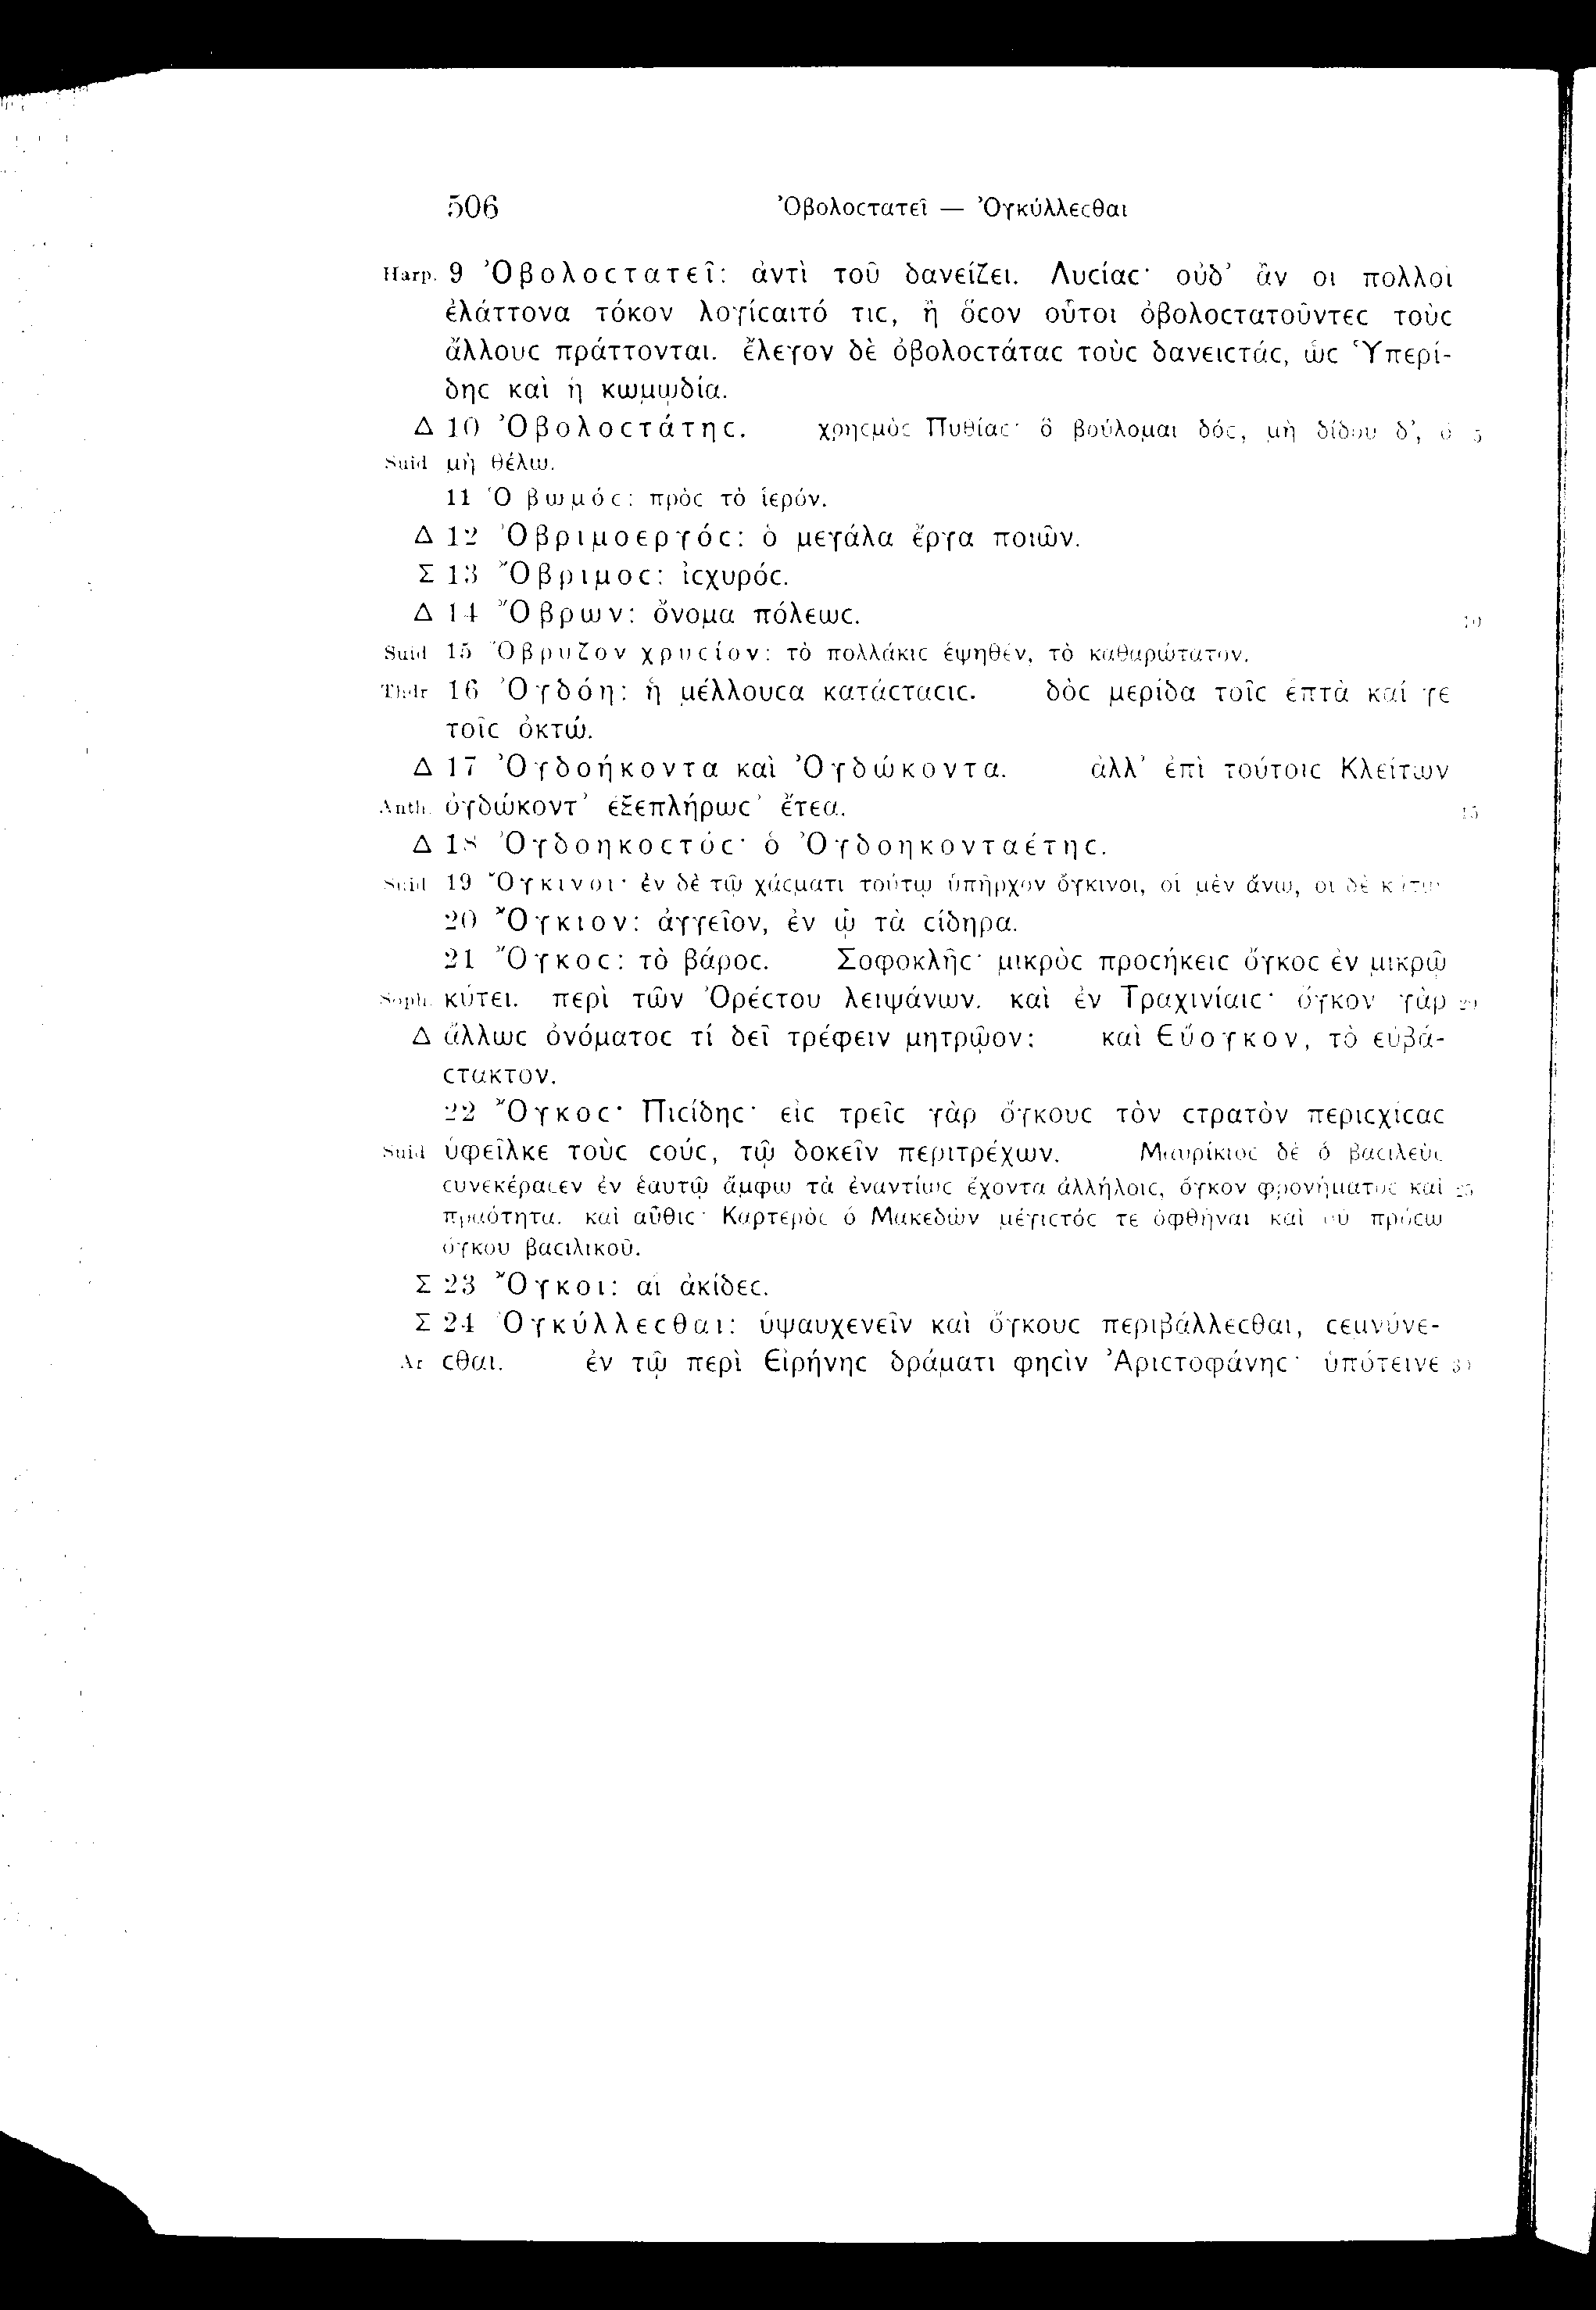 506 Ὀβολοϲτατεῖ — Ὀγκύλλεϲθαι
Harp. 9 Ὀβολοϲτατεῖ: ἀντὶ τοῦ δανείζει. Λυϲίαϲ· οὐδ' ἂν οἱ πολλοὶ
ἐλάττονα τόκον λογίϲαιτό τιϲ, ἢ ὅϲον οὗτοι ὀβολοϲτατοῦντεϲ τοὺϲ
ἄλλουϲ πράττονται. ἔλεγον δὲ ὀβολοϲτάταϲ τοὺϲ δανειϲτάϲ, ὡϲ Ὑπερί-
δηϲ καὶ ἡ κωμῳδία.
Δ 10 Ὀβολοϲτάτηϲ. χρηϲμὸϲ Πυθίαϲ· ὃ βούλομαι δόϲ, μὴ δίδου δ', ὃ 5
Suid μὴ θέλω.
11 Ὁ βωμόϲ: πρὸϲ τὸ ἱερόν.
Δ 12 Ὀβριμοεργόϲ: ὁ μεγάλα ἔργα ποιῶν.
Σ 13 Ὄβριμοϲ: ἰϲχυρόϲ.
Δ 14 Ὄβρων: ὄνομα πόλεωϲ. 10
Suid 15 Ὄβρυζον χρυϲίον: τὸ πολλάκιϲ ἑψηθέν, τὸ καθαρώτατον.
Thdr 16 Ὀγδόη: ἡ μέλλουϲα κατάϲταϲιϲ. δὸϲ μερίδα τοῖϲ ἑπτὰ καί γε
τοῖϲ ὀκτώ.
Δ 17 Ὀγδοήκοντα καὶ Ὀγδώκοντα. ἀλλ' ἐπὶ τούτοιϲ Κλείτων
Anth. ὀγδώκοντ' ἐξεπλήρωϲ' ἔτεα. 15
Δ 18 Ὀγδοηκοϲτόϲ· ὁ Ὀγδοηκονταέτηϲ.
Suid 19 Ὄγκινοι· ἐν δὲ τῷ χάϲματι τούτῳ ὑπῆρχον ὄγκινοι, οἱ μὲν ἄνω, οἱ δὲ κάτω
20 Ὄγκιον: ἀγγεῖον, ἐν ᾧ τὰ ϲίδηρα.
21 Ὄγκοϲ: τὸ βάροϲ. Σοφοκλῆϲ· μικρὸϲ προϲήκειϲ ὄγκοϲ ἐν μικρῷ
Soph. κύτει. περὶ τῶν Ὀρέϲτου λειψάνων. καὶ ἐν Τραχινίαιϲ· ὄγκον γὰρ 20
Δ ἄλλωϲ ὀνόματοϲ τί δεῖ τρέφειν μητρῷον: καὶ Εὔογκον, τὸ εὐβά-
ϲτακτον.
22 Ὄγκοϲ· Πιϲίδηϲ· εἰϲ τρεῖϲ γὰρ ὄγκουϲ τὸν ϲτρατὸν περιϲχίϲαϲ
Suid ὑφεῖλκε τοὺϲ ϲούϲ, τῷ δοκεῖν περιτρέχων. Μαυρίκιοϲ δὲ ὁ βαϲιλεὺϲ
ϲυνεκέραϲεν ἐν ἑαυτῷ ἄμφω τὰ ἐναντίωϲ ἔχοντα ἀλλήλοιϲ, ὄγκον φρονήματοϲ καὶ 25
πραότητα. καὶ αὖθιϲ· Καρτερὸϲ ὁ Μακεδὼν μέγιϲτόϲ τε ὀφθῆναι καὶ οὐ πρόϲω
ὄγκου βαϲιλικοῦ.
Σ 23 Ὄγκοι: αἱ ἀκίδεϲ.
Σ 24 Ὀγκύλλεϲθαι: ὑψαυχενεῖν καὶ ὄγκουϲ περιβάλλεϲθαι, ϲεμνύνε-
Ar ϲθαι. ἐν τῷ περὶ Εἰρήνηϲ δράματι φηϲὶν Ἀριϲτοφάνηϲ· ὑπότεινε 30